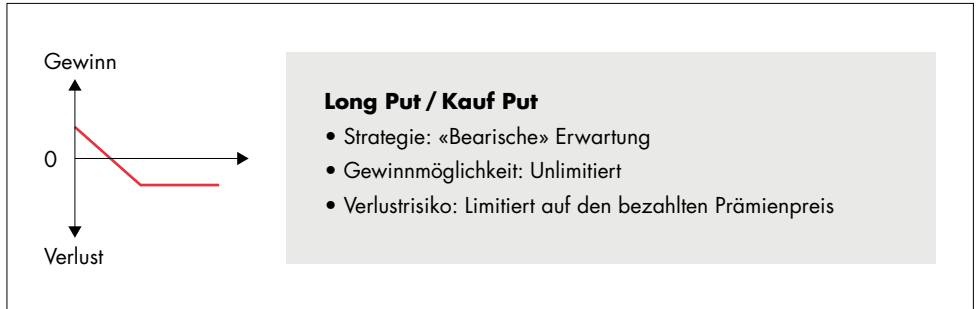 Gewinn
0
Verlust
Long Put / Kauf Put
• Strategie: «Bearische» Erwartung
• Gewinnmöglichkeit: Unlimitiert
• Verlustrisiko: Limitiert auf den bezahlten Prämienpreis